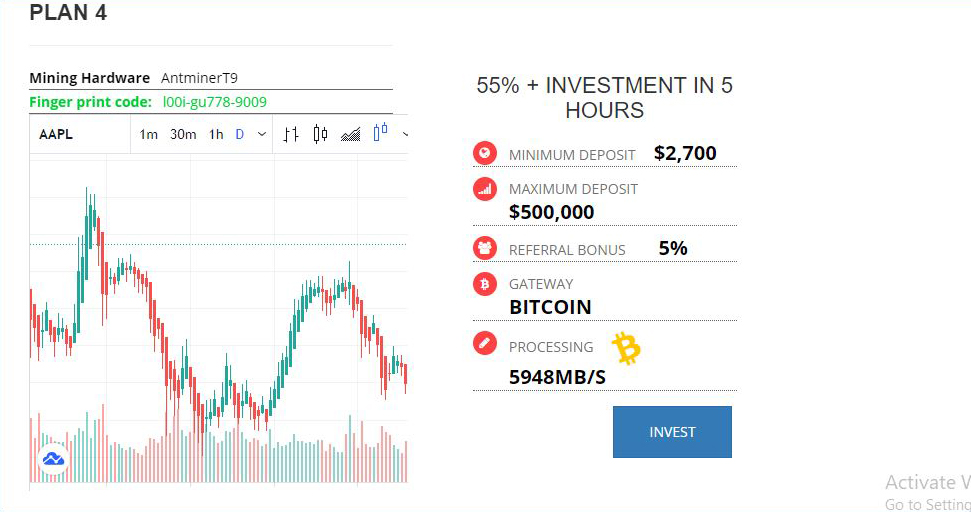 PLAN 4
Mining Hardware AntminerT9
Finger print code: l00i-gu778-9009
AAPL 1m 30m 1h D
55% + INVESTMENT IN 5
HOURS
MINIMUM DEPOSIT $2,700
MAXIMUM DEPOSIT
$500,000
REFERRAL BONUS 5%
GATEWAY
BITCOIN
PROCESSING
5948MB/S
INVEST
Activate W
Go to Setting